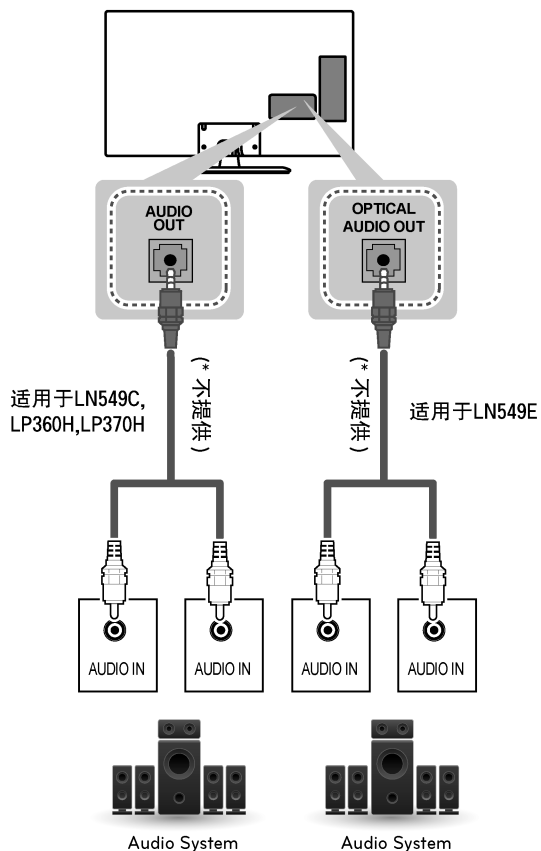 AUDIO
OUT
OPTICAL
AUDIO OUT
适用于LN549C,
LP360H,LP370H
(* 不提供 )
(* 不提供 )
适用于LN549E
AUDIO IN
AUDIO IN
AUDIO IN
AUDIO IN
Audio System
Audio System